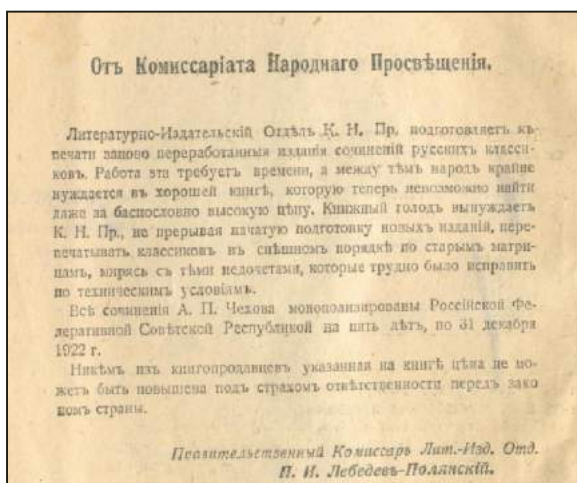 Отъ Комиссаріата Народнаго Просвѣщенія.
Литературно-Издательскій Отдѣлъ К. Н. Пр. подготовляетъ къ
печати заново переработанныя изданія сочиненій русскихъ класси-
ковъ. Работа эта требуетъ времени, а между тѣмъ народъ крайне
нуждается въ хорошей книгѣ, которую теперь невозможно найти
даже за баснословно высокую цѣну. Книжный голодъ вынуждаетъ
К. Н. Пр., не прерывая начатую подготовку новыхъ изданій, пере-
печатывать классиковъ въ спѣшномъ порядкѣ по старымъ матри-
цамъ, мирясь съ тѣми недочетами, которые трудно было исправить
по техническимъ условіямъ.
Всѣ сочиненія А. П. Чехова монополизированы Россійской Фе-
деративной Совѣтской Республикой на пять лѣтъ, по 31 декабря
1922 г.
Никѣмъ изъ книгопродавцевъ указанная на книгѣ цѣна не мо-
жетъ быть повышена подъ страхомъ отвѣтственности передъ зако
номъ страны.
Правительственный Комиссаръ Лит.-Изд. Отд.
П. И. Лебедевъ-Полянскій.